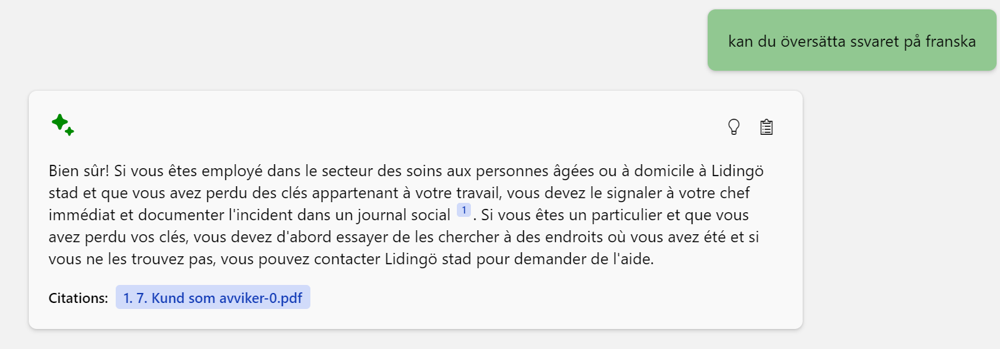 kan du översätta ssvaret på franska
Bien sûr! Si vous êtes employé dans le secteur des soins aux personnes âgées ou à domicile à Lidingö
stad et que vous avez perdu des clés appartenant à votre travail, vous devez le signaler à votre chef
immédiat et documenter l'incident dans un journal social 1. Si vous êtes un particulier et que vous
avez perdu vos clés, vous devez d'abord essayer de les chercher à des endroits où vous avez été et si
vous ne les trouvez pas, vous pouvez contacter Lidingö stad pour demander de l'aide.
Citations: 1. 7. Kund som avviker-0.pdf